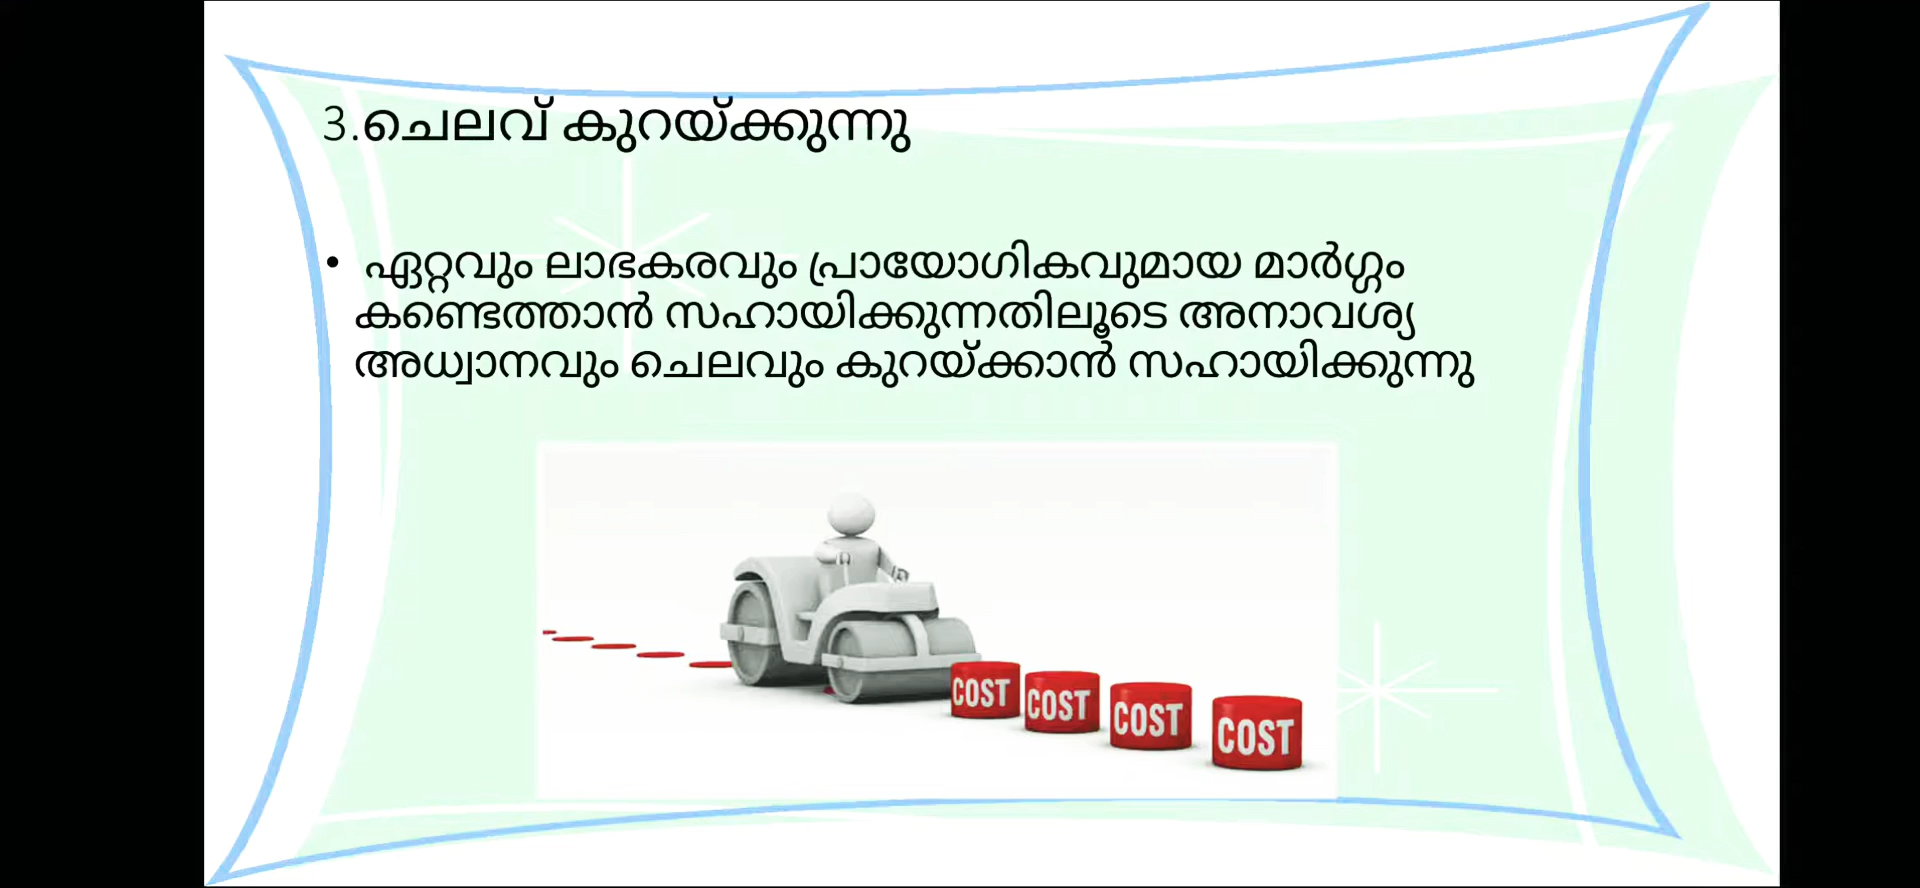 3.ചെലവ് കുറയ്ക്കുന്നു
• ഏറ്റവും ലാഭകരവും പ്രായോഗികവുമായ മാർഗ്ഗം
കണ്ടെത്താൻ സഹായിക്കുന്നതിലൂടെ അനാവശ്യ
അധ്വാനവും ചെലവും കുറയ്ക്കാൻ സഹായിക്കുന്നു
COST COST COST COST